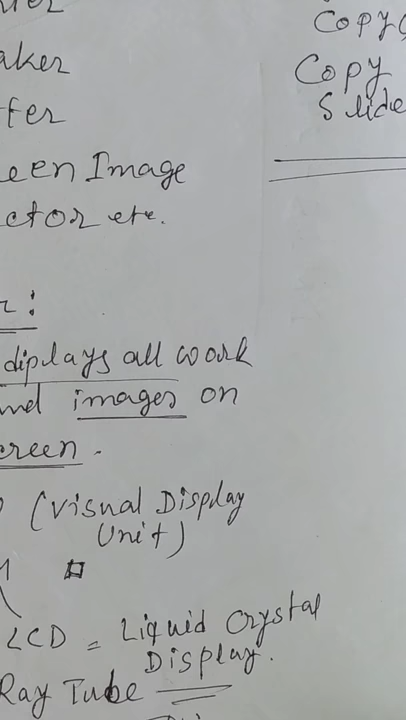 Copy
Copy
Slide
aker
fer
een Image
ctor etc.
r:
diplays all work
nd images on
creen.
(Visual Display
Unit)
LCD = Liquid Crystal
Display.
Ray Tube